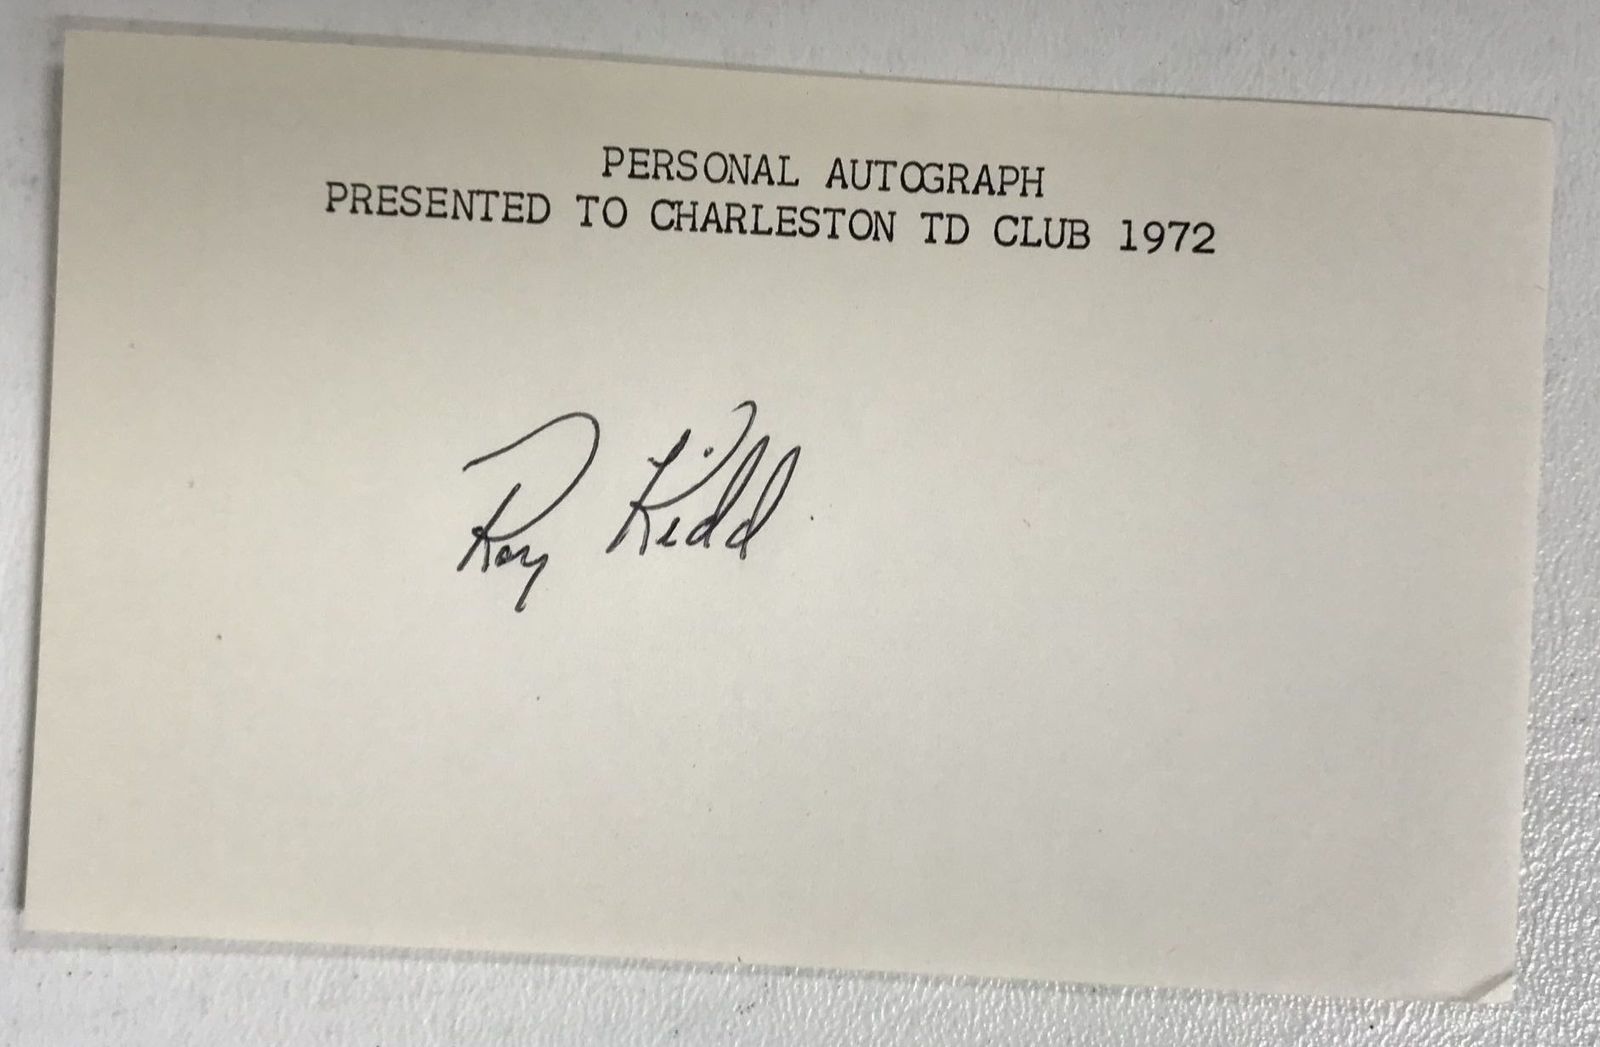 PERSONAL AUTOGRAPH
PRESENTED TO CHARLESTON TD CLUB 1972
Roy Kidd